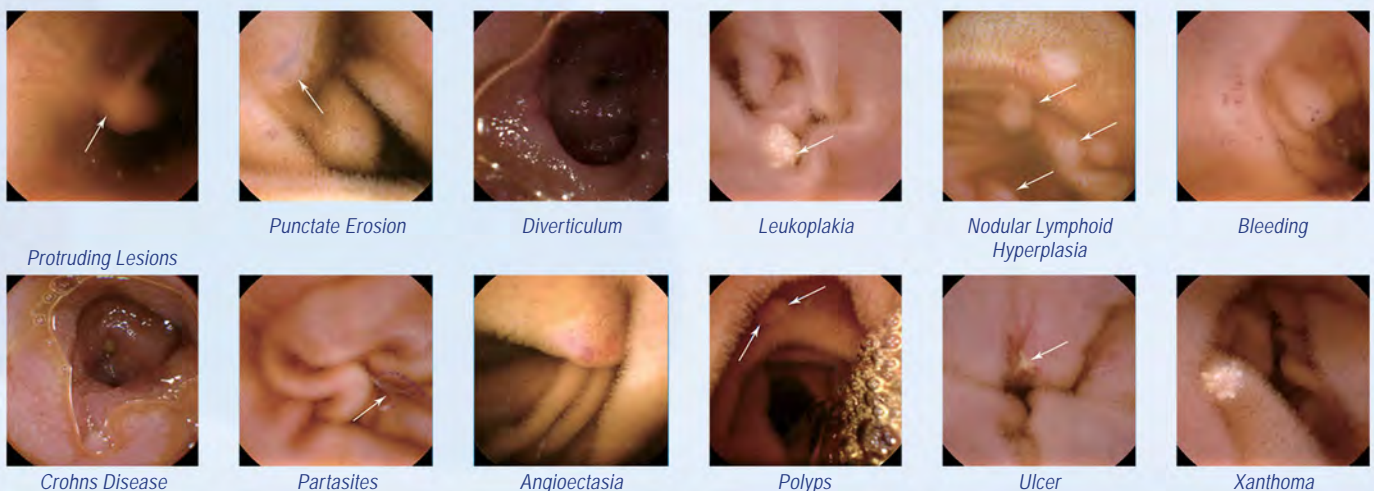 Punctate Erosion
Diverticulum
Leukoplakia
Nodular Lymphoid
Hyperplasia
Bleeding
Protruding Lesions
Crohns Disease
Partasites
Angioectasia
Polyps
Ulcer
Xanthoma